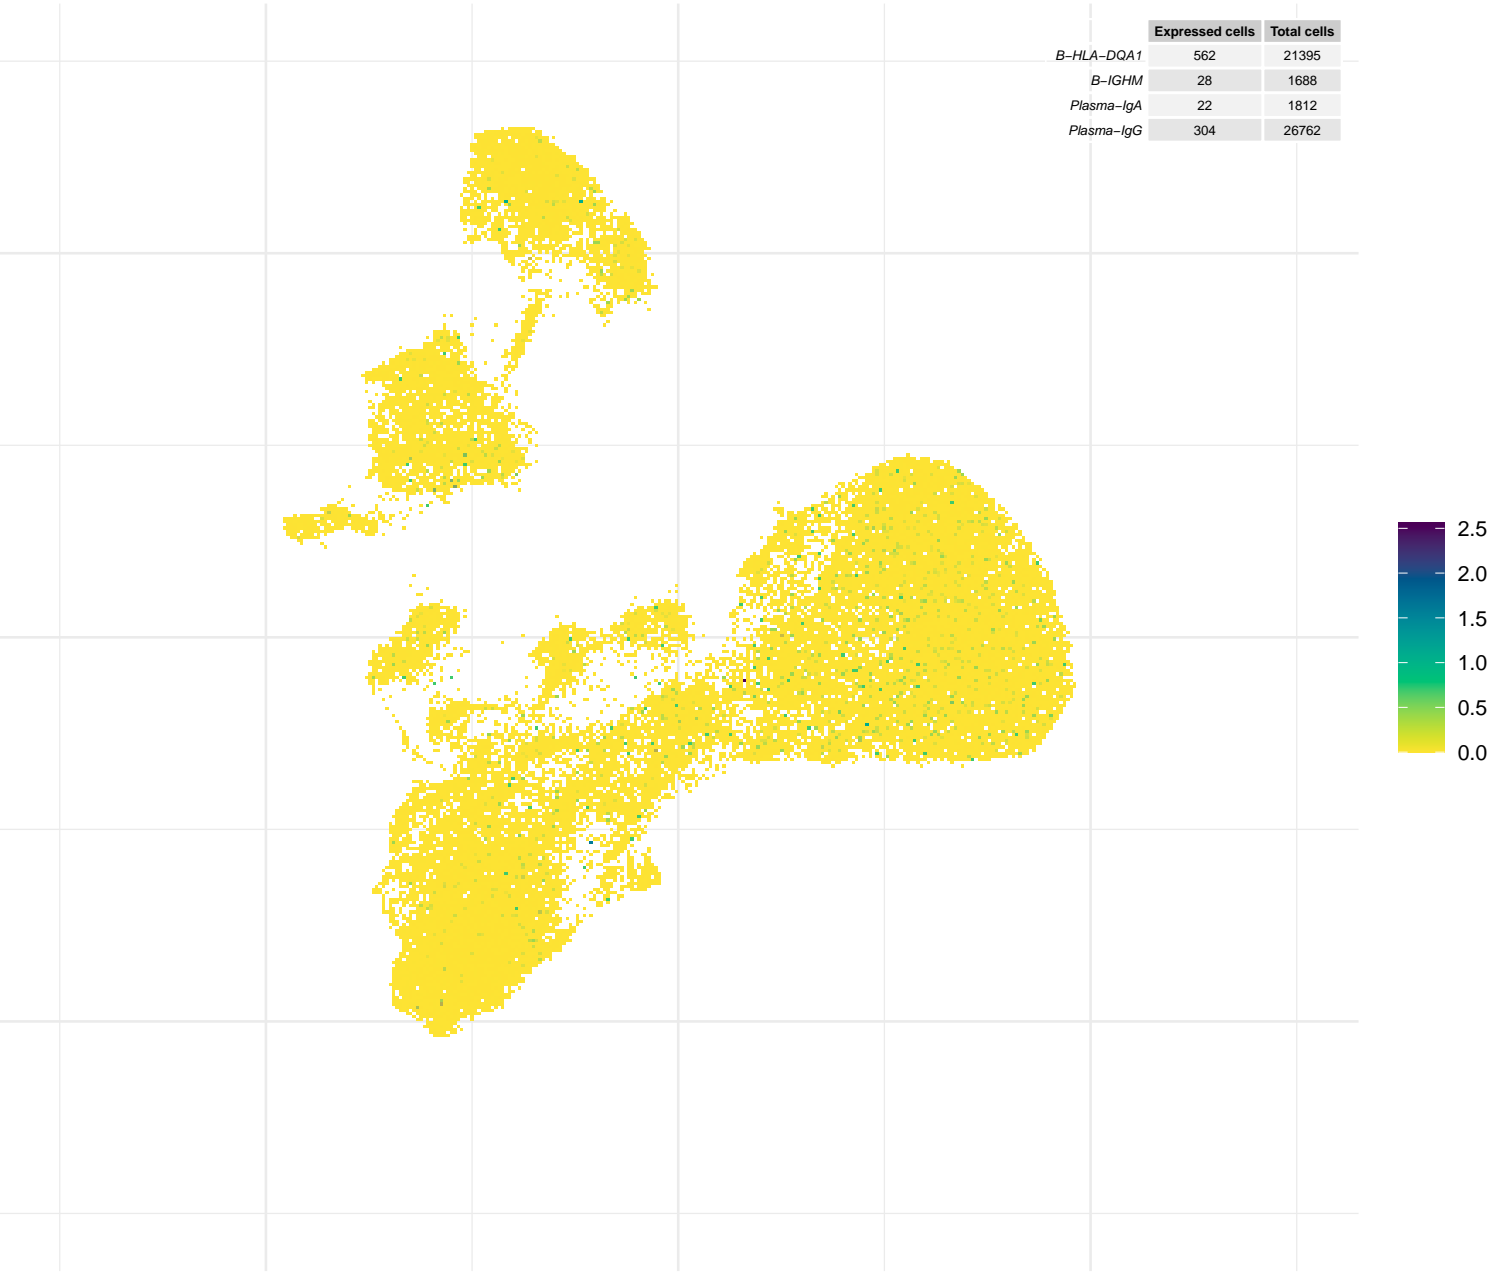 Expressed cells Total cells
B−HLA−DQA1 562 21395
B−IGHM 28 1688
Plasma−IgA 22 1812
Plasma−IgG 304 26762
2.5
2.0
1.5
1.0
0.5
0.0